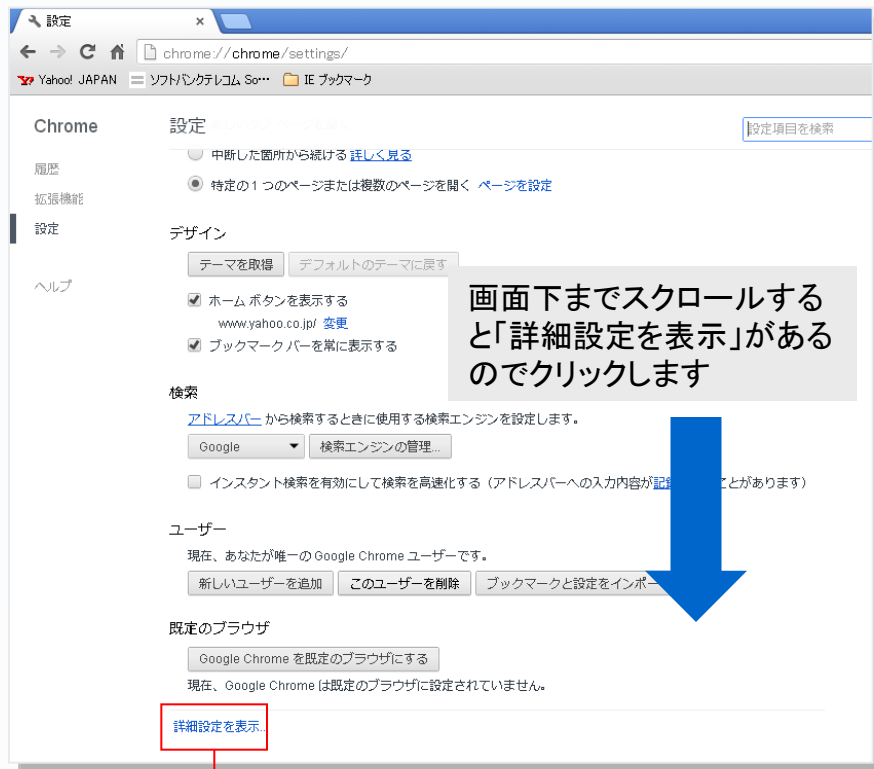 設定
chrome://chrome/settings/
Yahoo! JAPAN ソフトバンクテレコム So… IE ブックマーク
Chrome
設定
設定項目を検索
履歴
拡張機能
設定
ヘルプ
中断した箇所から続ける 詳しく見る
特定の 1 つのページまたは複数のページを開く ページを設定
デザイン
テーマを取得 デフォルトのテーマに戻す
ホーム ボタンを表示する
www.yahoo.co.jp/ 変更
ブックマーク バーを常に表示する
画面下までスクロールする
と「詳細設定を表示」がある
のでクリックします
検索
アドレスバー から検索するときに使用する検索エンジンを設定します。
Google 検索エンジンの管理...
インスタント検索を有効にして検索を高速化する（アドレスバーへの入力内容が とがあります）
ユーザー
現在、あなたが唯一の Google Chrome ユーザーです。
新しいユーザーを追加 このユーザーを削除 ブックマークと設定をインポー
既定のブラウザ
Google Chrome を既定のブラウザにする
現在、Google Chrome は既定のブラウザに設定されていません。
詳細設定を表示...